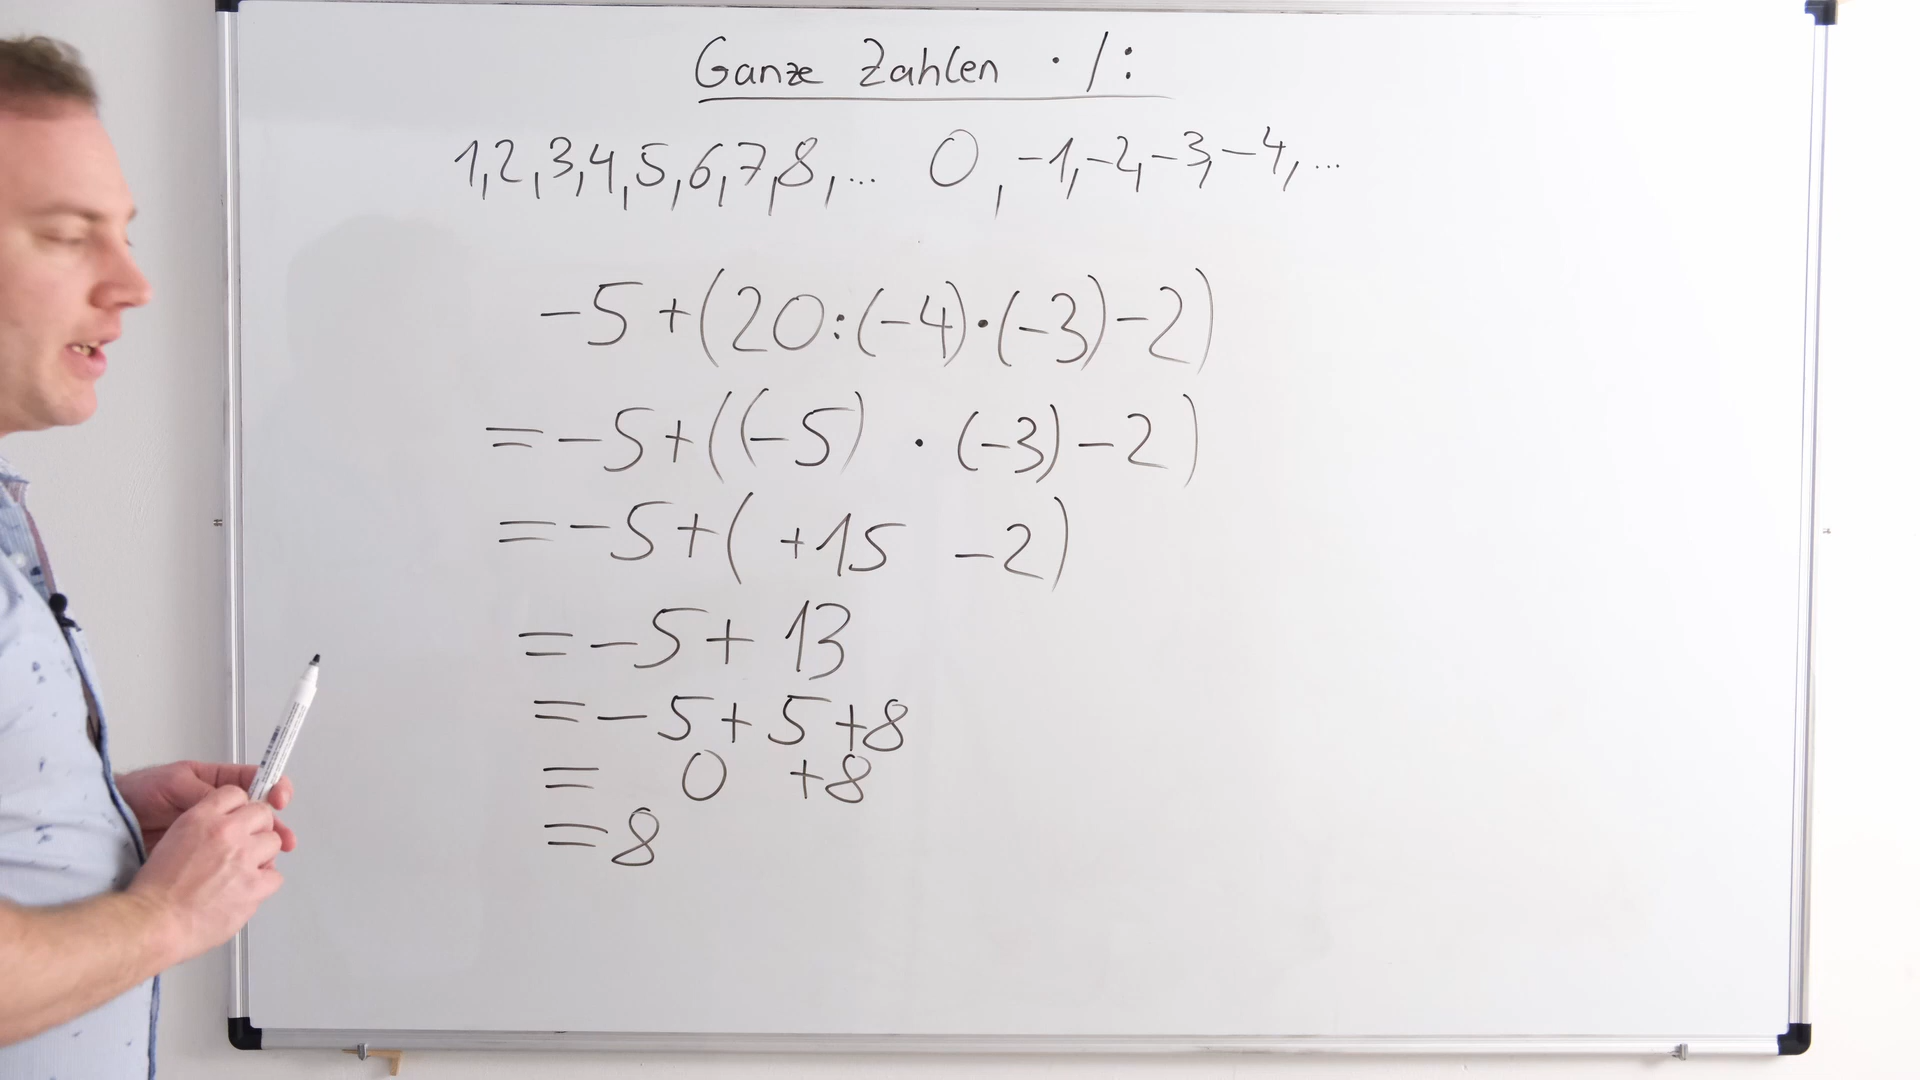 Ganze Zahlen · / :
1,2,3,4,5,6,7,8,... 0,-1,-2,-3,-4,...
-5+(20:(-4)·(-3)-2)
=-5+((-5) · (-3)-2)
=-5+( +15 -2)
=-5+ 13
=-5+5+8
= 0 +8
=8